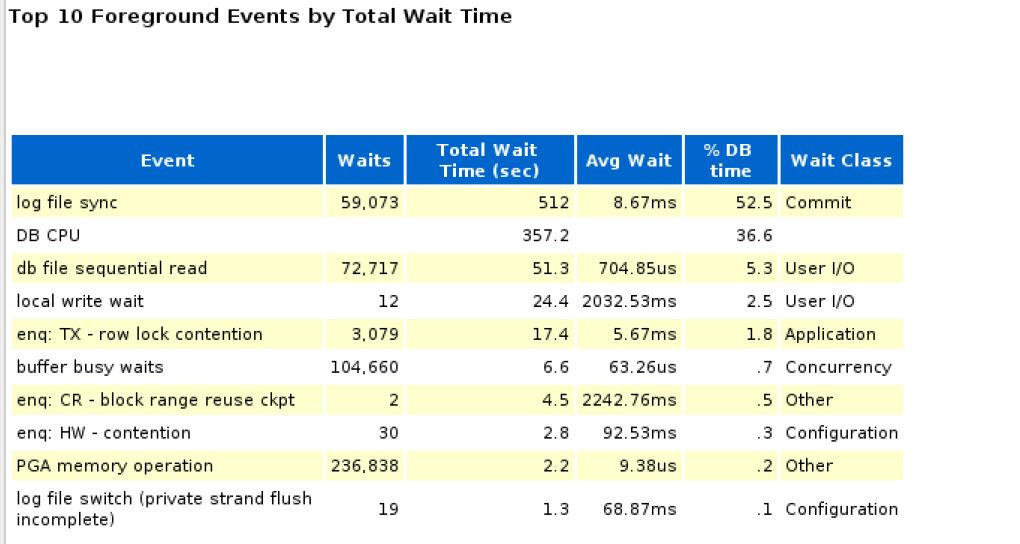 Top 10 Foreground Events by Total Wait Time
Event Waits Total Wait Time (sec) Avg Wait % DB time Wait Class
log file sync 59,073 512 8.67ms 52.5 Commit
DB CPU 357.2 36.6
db file sequential read 72,717 51.3 704.85us 5.3 User I/O
local write wait 12 24.4 2032.53ms 2.5 User I/O
enq: TX - row lock contention 3,079 17.4 5.67ms 1.8 Application
buffer busy waits 104,660 6.6 63.26us .7 Concurrency
enq: CR - block range reuse ckpt 2 4.5 2242.76ms .5 Other
enq: HW - contention 30 2.8 92.53ms .3 Configuration
PGA memory operation 236,838 2.2 9.38us .2 Other
log file switch (private strand flush incomplete) 19 1.3 68.87ms .1 Configuration